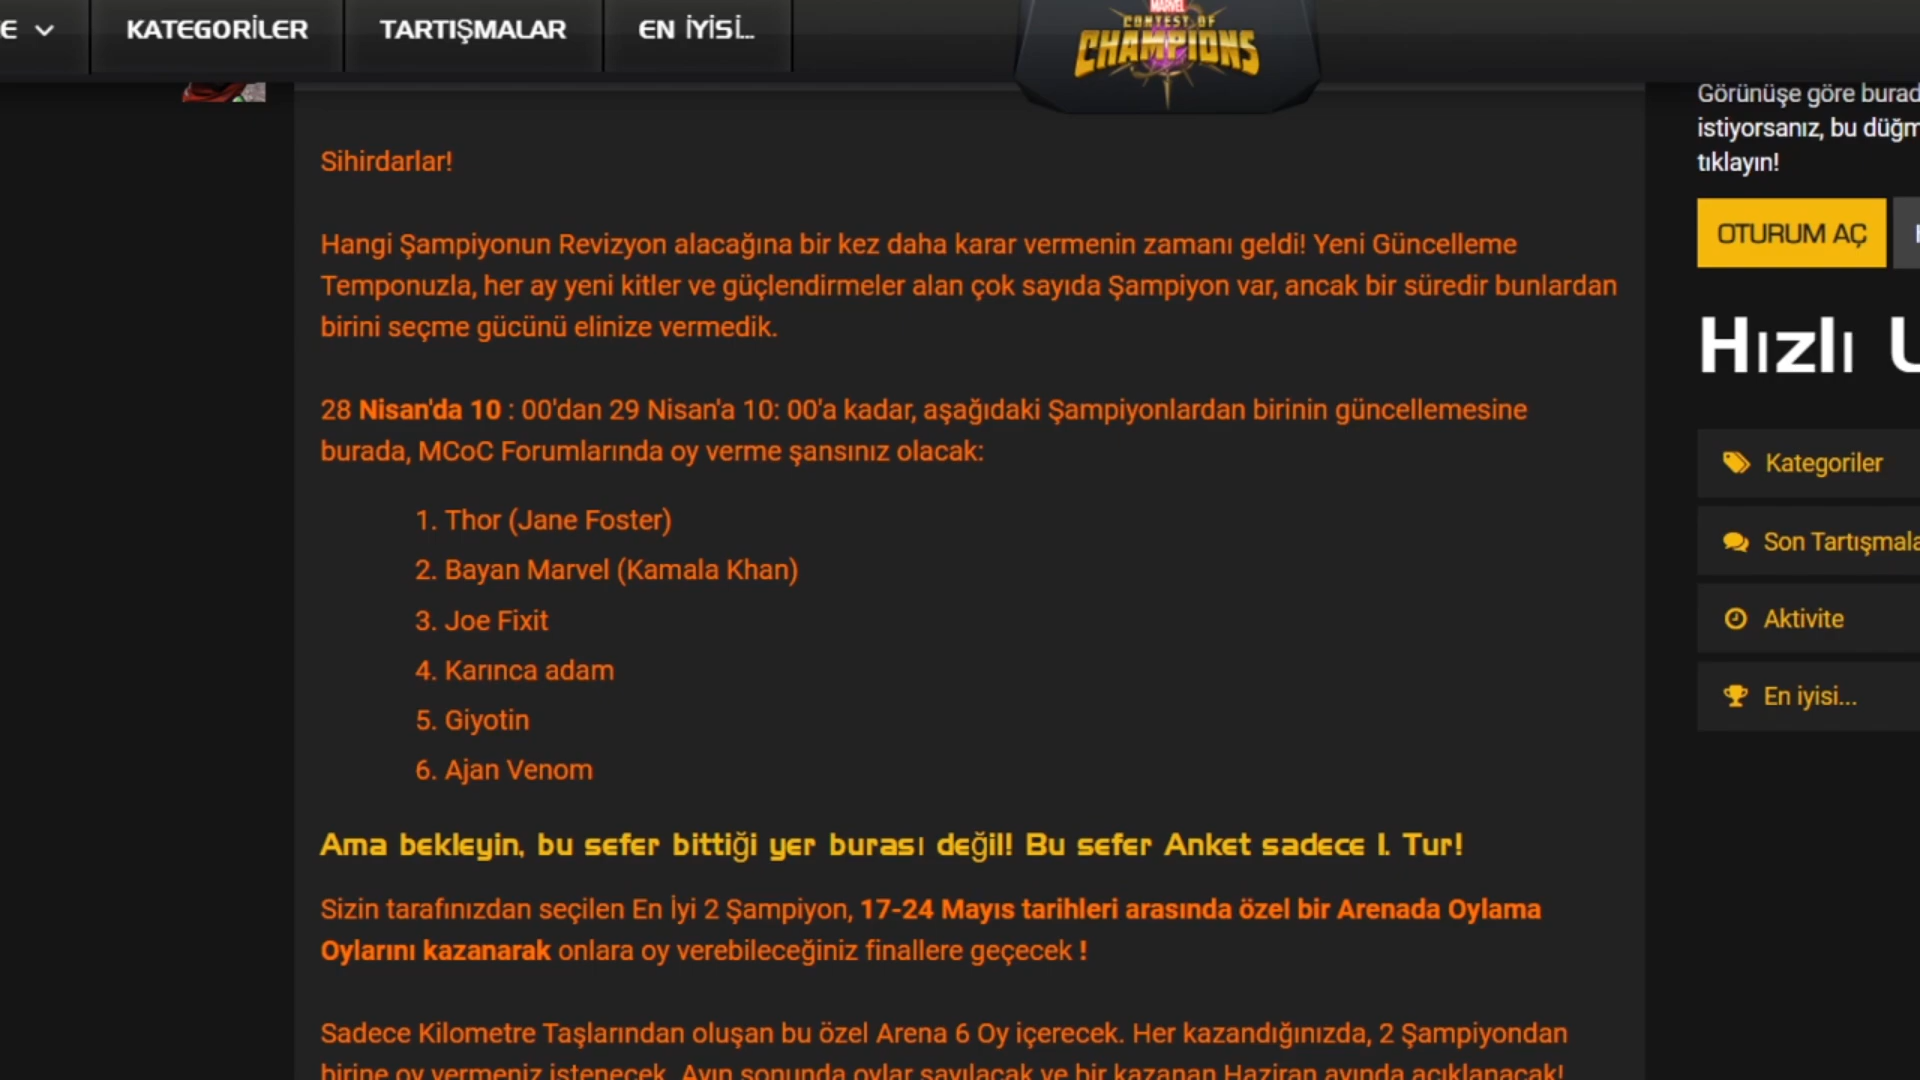 E
KATEGORİLER
TARTIŞMALAR
EN İYİSİ...
MARVEL
CONTEST OF
CHAMPIONS
Görünüşe göre burad
istiyorsanız, bu düğm
tıklayın!
OTURUM AÇ
Hızlı U
Kategoriler
Son Tartışmala
Aktivite
En iyisi...
Sihirdarlar!
Hangi Şampiyonun Revizyon alacağına bir kez daha karar vermenin zamanı geldi! Yeni Güncelleme
Temponuzla, her ay yeni kitler ve güçlendirmeler alan çok sayıda Şampiyon var, ancak bir süredir bunlardan
birini seçme gücünü elinize vermedik.
28 Nisan'da 10 : 00'dan 29 Nisan'a 10: 00'a kadar, aşağıdaki Şampiyonlardan birinin güncellemesine
burada, MCoC Forumlarında oy verme şansınız olacak:
1. Thor (Jane Foster)
2. Bayan Marvel (Kamala Khan)
3. Joe Fixit
4. Karınca adam
5. Giyotin
6. Ajan Venom
Ama bekleyin, bu sefer bittiği yer burası değil! Bu sefer Anket sadece 1. Tur!
Sizin tarafınızdan seçilen En İyi 2 Şampiyon, 17-24 Mayıs tarihleri arasında özel bir Arenada Oylama
Oylarını kazanarak onlara oy verebileceğiniz finallere geçecek !
Sadece Kilometre Taşlarından oluşan bu özel Arena 6 Oy içerecek. Her kazandığınızda, 2 Şampiyondan
birine oy vermeniz istenecek. Ayın sonunda oylar sayılacak ve bir kazanan Haziran ayında açıklanacak!